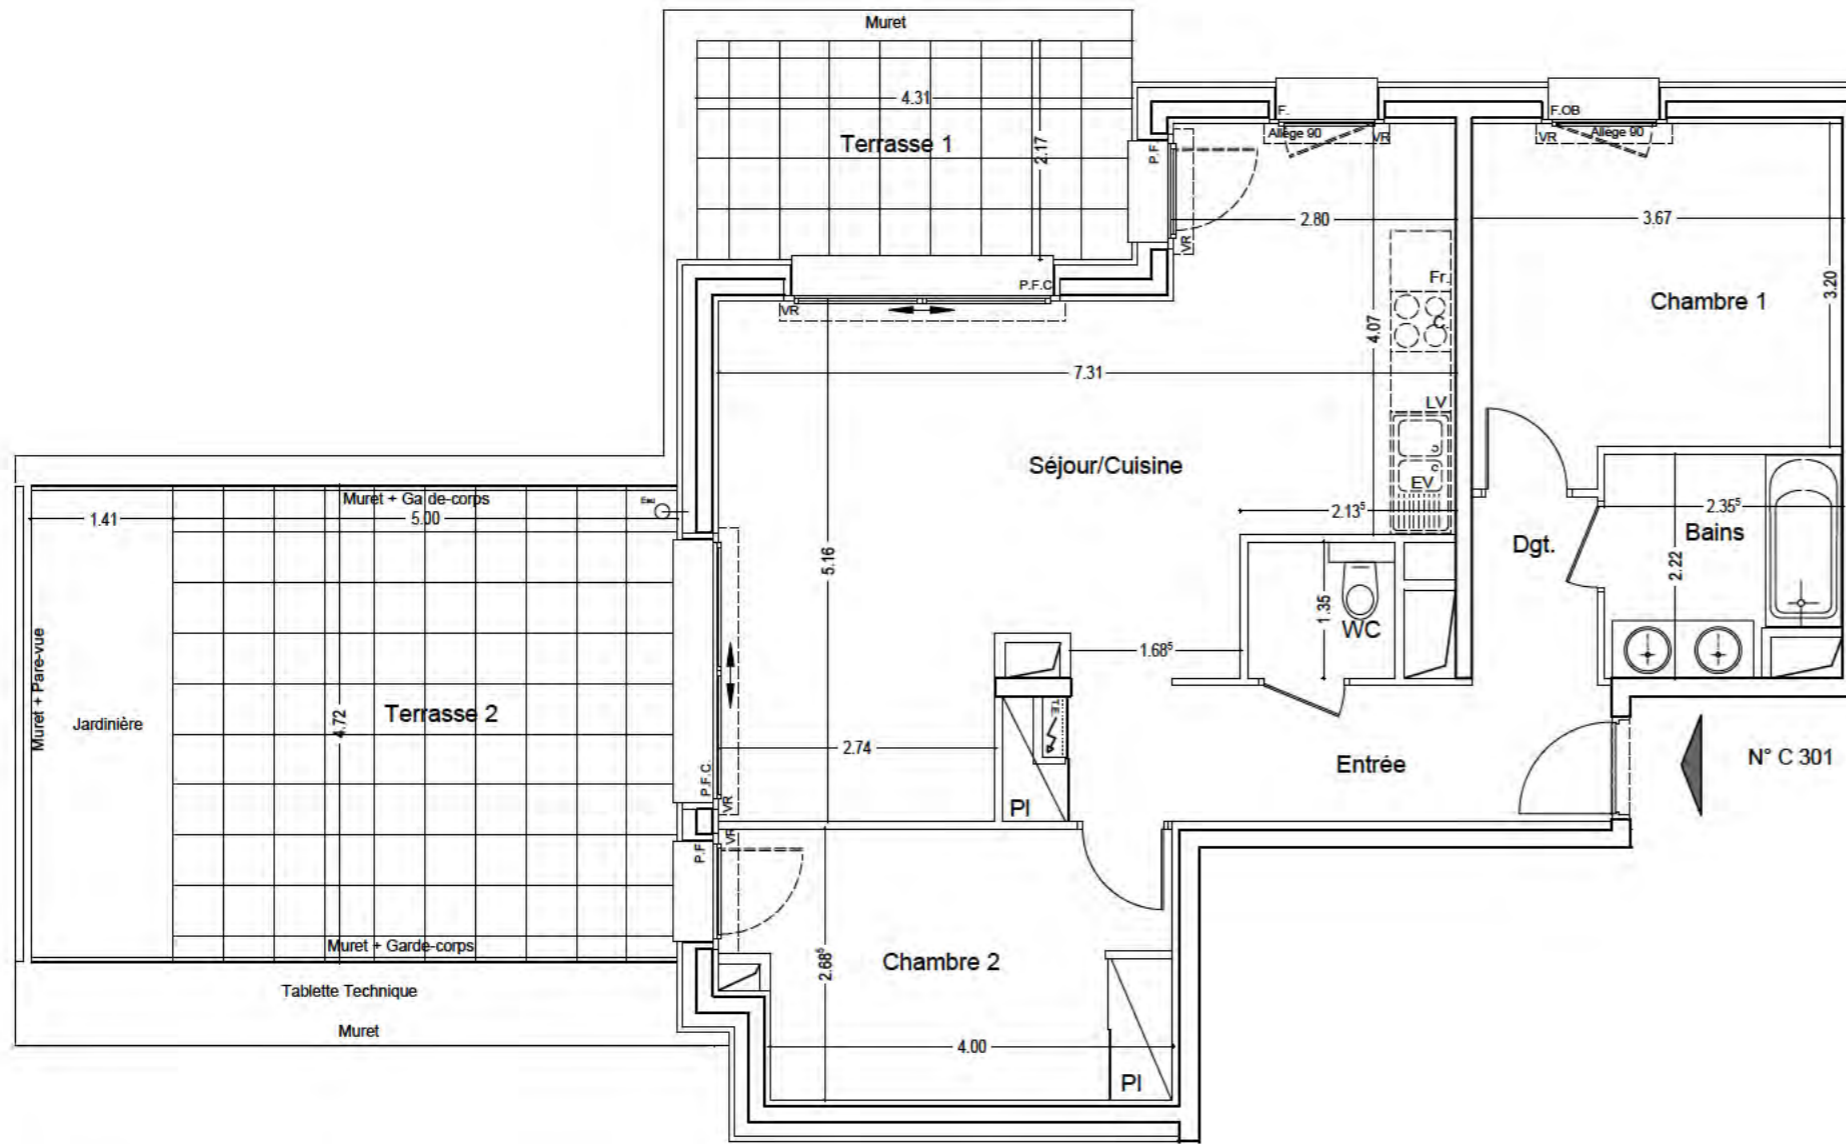 Muret
4.31
Terrasse 1
2.17
P.F.
VR
P.F.C
VR
F.
Allège 90
VR
2.80
F.OB
VR
Allège 90
3.67
3.20
Chambre 1
Fr.
C.
4.07
7.31
LV
Séjour/Cuisine
EV
2.13⁵
Muret + Ga de-corps
1.41
5.00
Eau
5.16
Dgt.
2.35⁵
Bains
2.22
1.35
WC
1.68⁵
Muret + Pare-vue
Jardinière
4.72
Terrasse 2
P.F.C.
VR
2.74
T.E.
Pl
Entrée
N° C 301
P.F
VR
Muret + Garde-corps
Chambre 2
2.68⁵
Tablette Technique
Muret
4.00
Pl